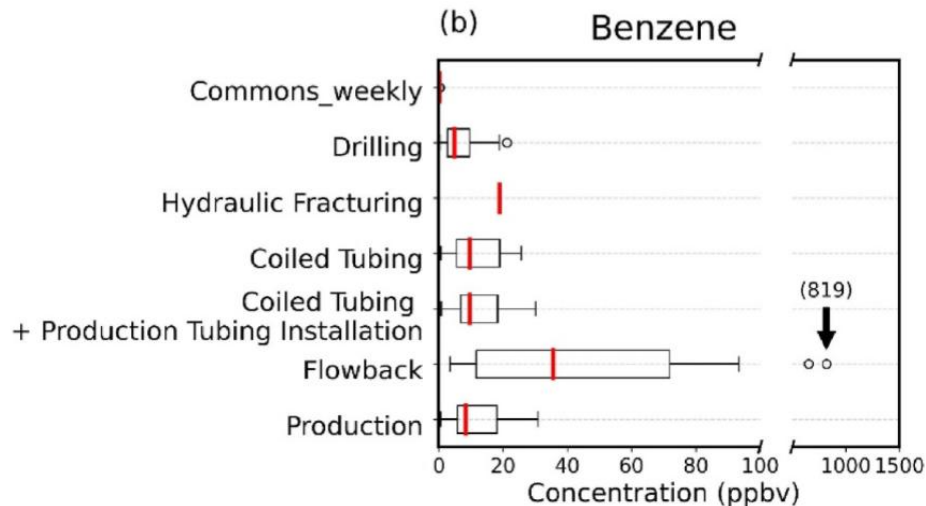 (b)
Benzene
Commons_weekly
Drilling
Hydraulic Fracturing
Coiled Tubing
Coiled Tubing
+ Production Tubing Installation
(819)
Flowback
Production
0 20 40 60 80 100 1000 1500
Concentration (ppbv)